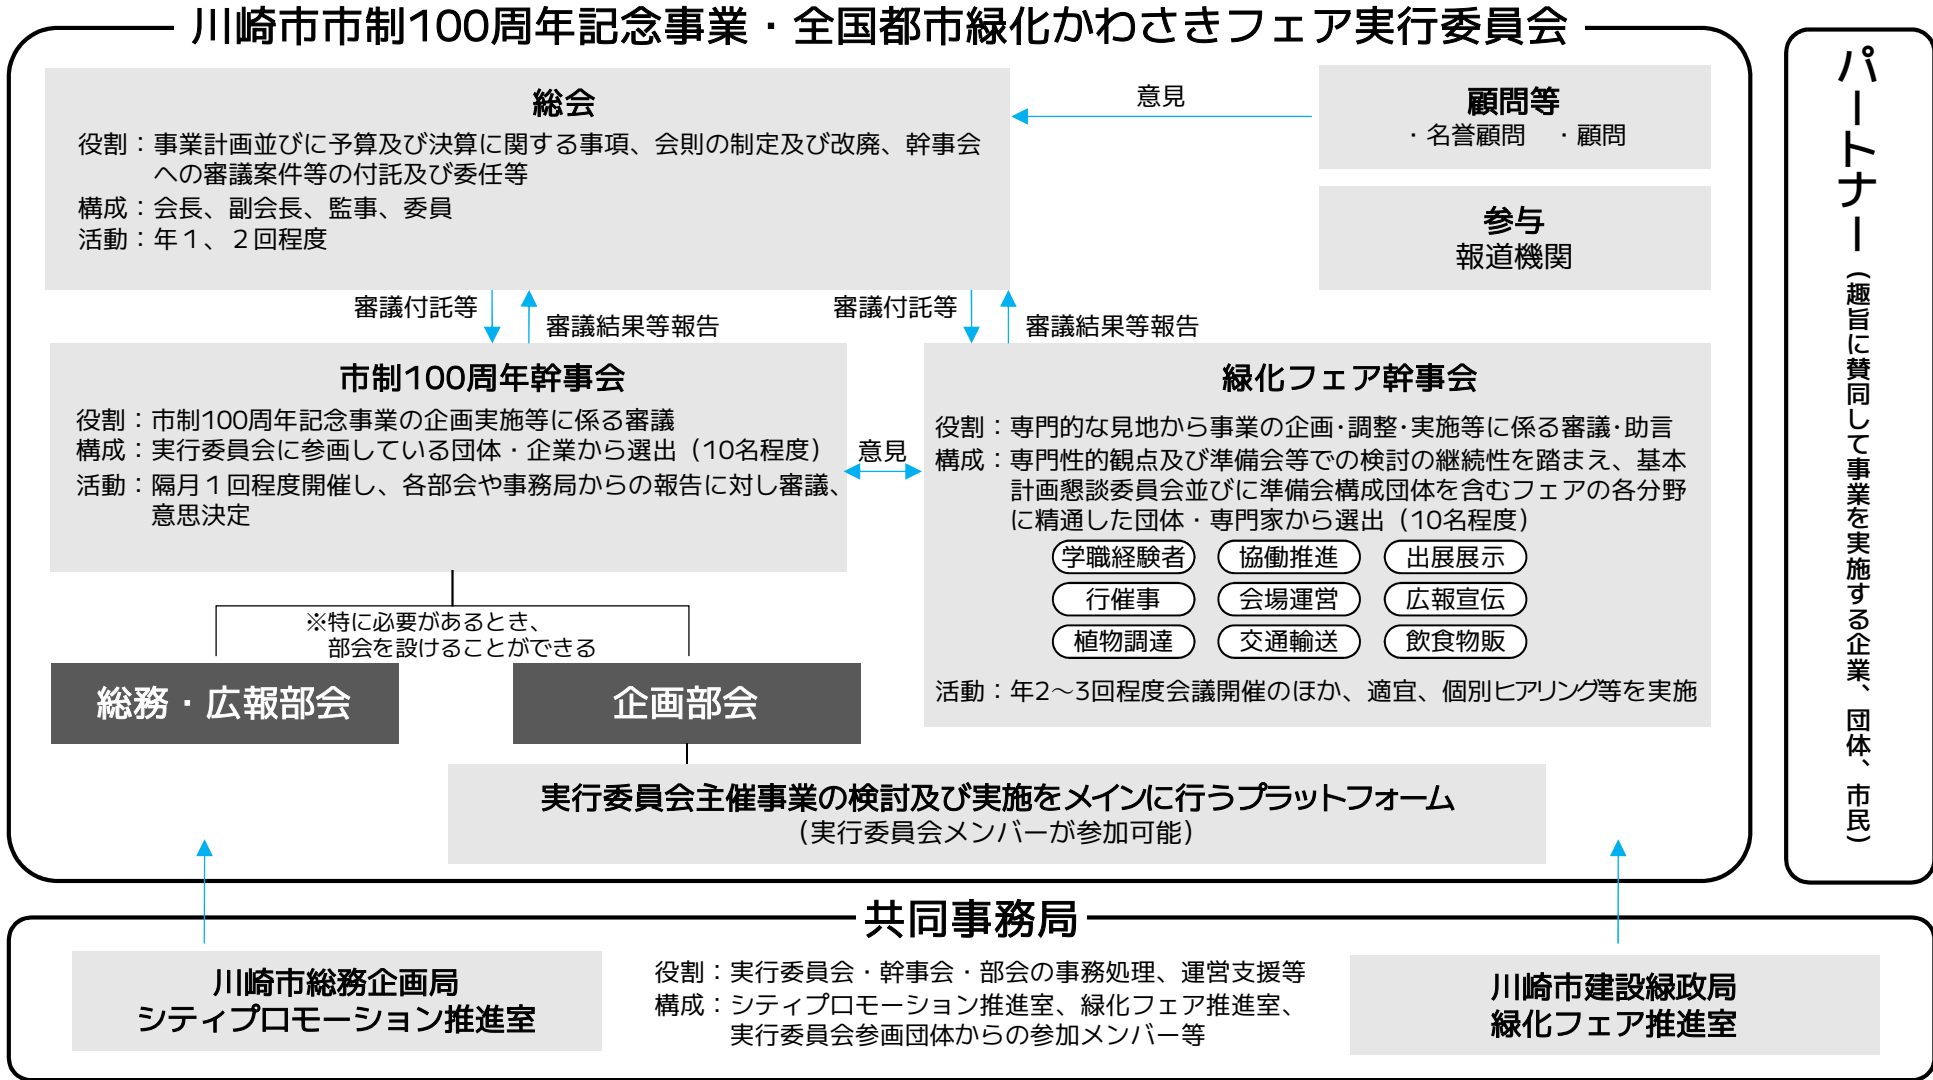 川崎市市制100周年記念事業・全国都市緑化かわさきフェア実行委員会
総会
役割：事業計画並びに予算及び決算に関する事項、会則の制定及び改廃、幹事会
への審議案件等の付託及び委任等
構成：会長、副会長、監事、委員
活動：年１、２回程度
意見
顧問等
・名誉顧問　・顧問
参与
報道機関
審議付託等
審議結果等報告
審議付託等
審議結果等報告
市制100周年幹事会
役割：市制100周年記念事業の企画実施等に係る審議
構成：実行委員会に参画している団体・企業から選出（10名程度）
活動：隔月１回程度開催し、各部会や事務局からの報告に対し審議、
意思決定
意見
緑化フェア幹事会
役割：専門的な見地から事業の企画・調整・実施等に係る審議・助言
構成：専門性的観点及び準備会等での検討の継続性を踏まえ、基本
計画懇談委員会並びに準備会構成団体を含むフェアの各分野
に精通した団体・専門家から選出（10名程度）
学職経験者　協働推進　出展展示
行催事　会場運営　広報宣伝
植物調達　交通輸送　飲食物販
活動：年2～3回程度会議開催のほか、適宜、個別ヒアリング等を実施
※特に必要があるとき、
部会を設けることができる
総務・広報部会
企画部会
実行委員会主催事業の検討及び実施をメインに行うプラットフォーム
（実行委員会メンバーが参加可能）
パートナー（趣旨に賛同して事業を実施する企業、団体、市民）
共同事務局
川崎市総務企画局
シティプロモーション推進室
役割：実行委員会・幹事会・部会の事務処理、運営支援等
構成：シティプロモーション推進室、緑化フェア推進室、
実行委員会参画団体からの参加メンバー等
川崎市建設緑政局
緑化フェア推進室